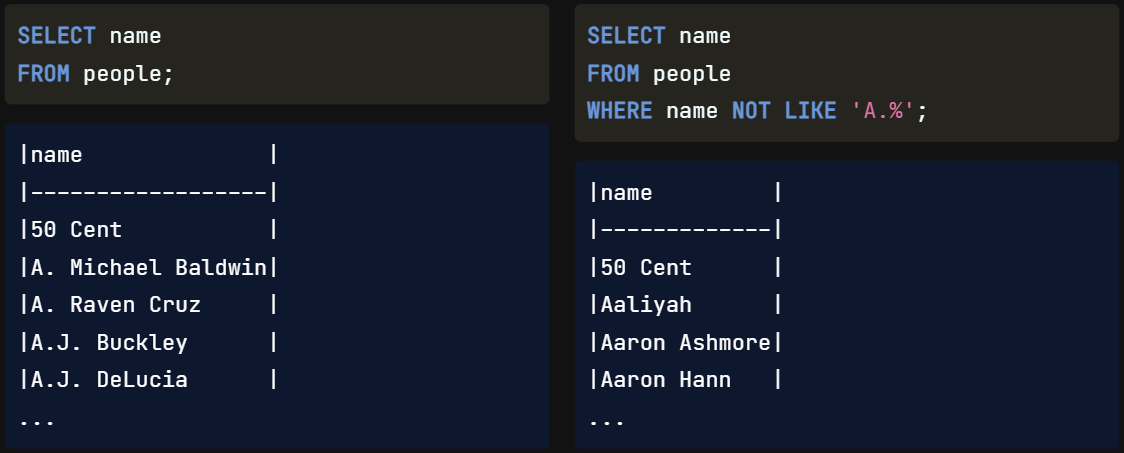 SELECT name
FROM people;
|name              |
|------------------|
|50 Cent           |
|A. Michael Baldwin|
|A. Raven Cruz     |
|A.J. Buckley      |
|A.J. DeLucia      |
...
SELECT name
FROM people
WHERE name NOT LIKE 'A.%';
|name         |
|-------------|
|50 Cent      |
|Aaliyah      |
|Aaron Ashmore|
|Aaron Hann   |
...